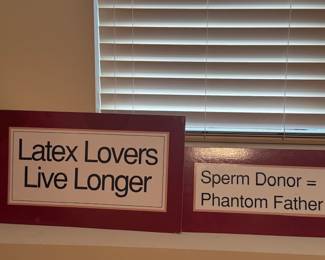 Latex Lovers
Live Longer
Sperm Donor =
Phantom Father